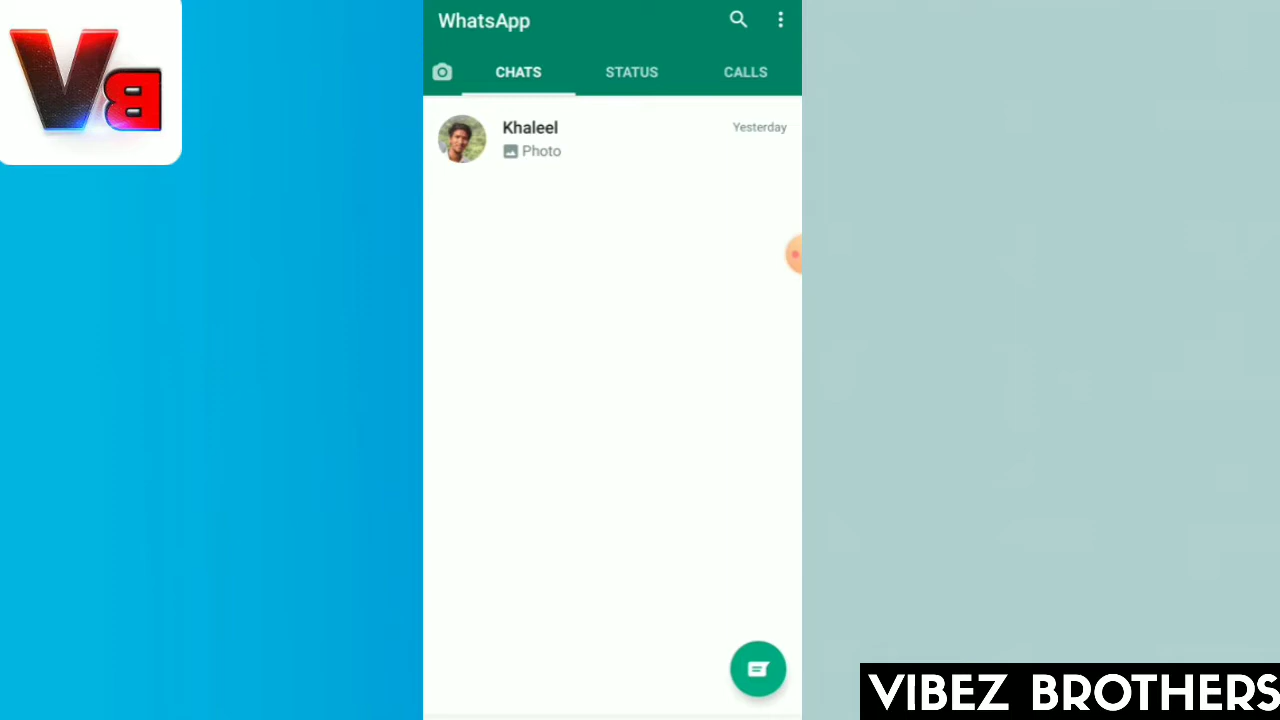 VB
WhatsApp
CHATS STATUS CALLS
Khaleel Yesterday
Photo
VIBEZ BROTHERS